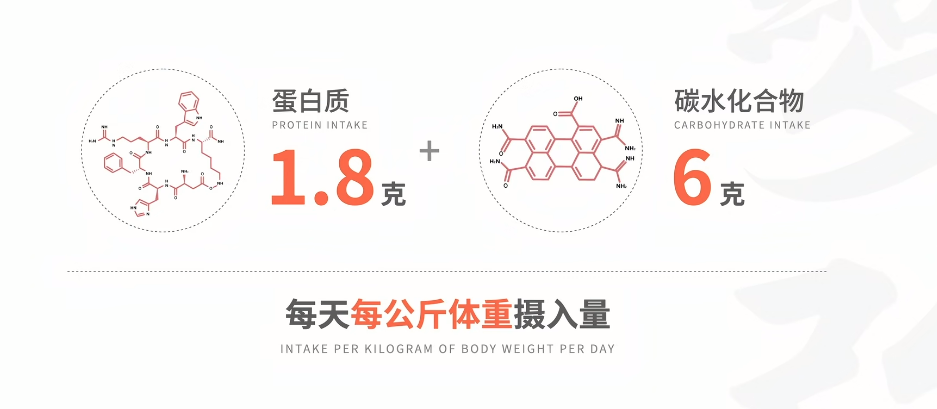 蛋白质
PROTEIN INTAKE
1.8克
+
碳水化合物
CARBOHYDRATE INTAKE
6克
每天每公斤体重摄入量
INTAKE PER KILOGRAM OF BODY WEIGHT PER DAY